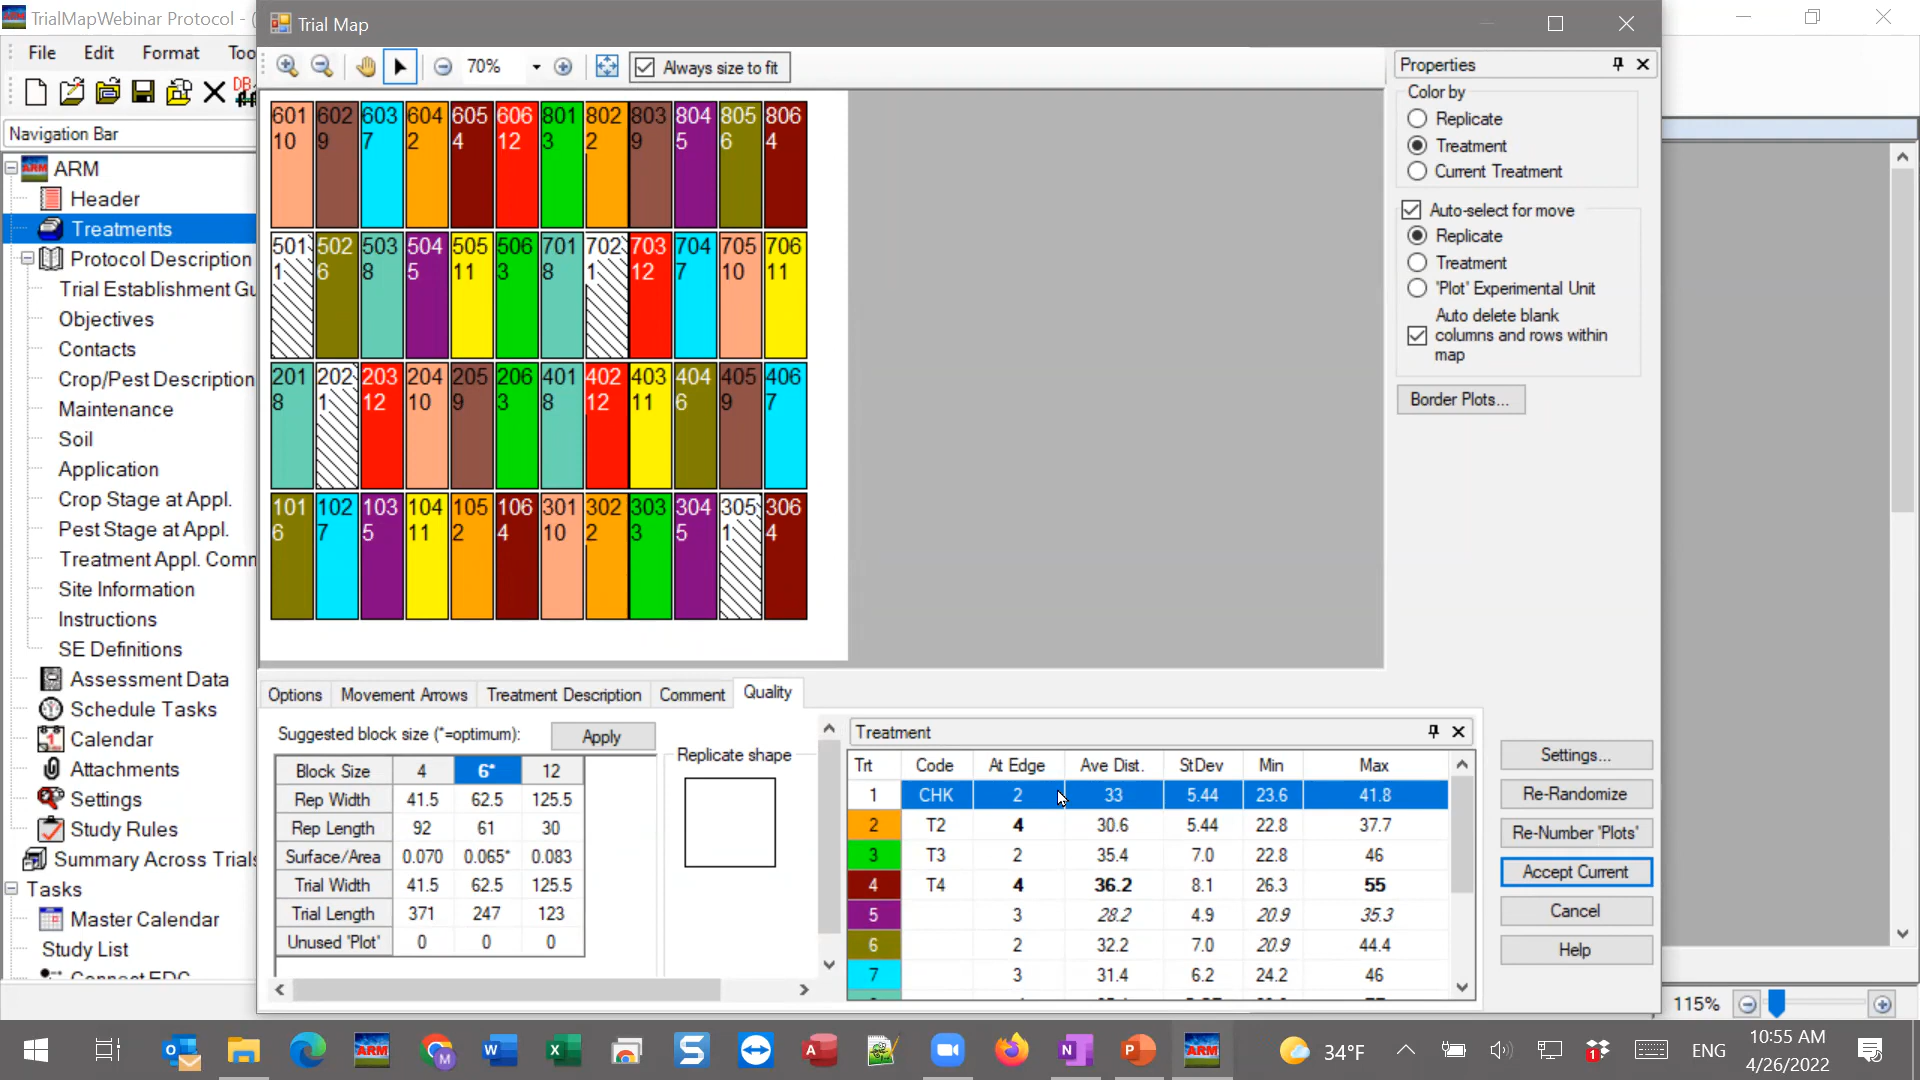 TrialMapWebinar Protocol - (
Trial Map
File Edit Format Too
70% Always size to fit
Navigation Bar
ARM
Header
Treatments
Protocol Description
Trial Establishment Gu
Objectives
Contacts
Crop/Pest Description
Maintenance
Soil
Application
Crop Stage at Appl.
Pest Stage at Appl.
Treatment Appl. Comm
Site Information
Instructions
SE Definitions
Assessment Data
Schedule Tasks
Calendar
Attachments
Settings
Study Rules
Summary Across Trials
Tasks
Master Calendar
Study List
Connect EDC
601 602 603 604 605 606 801 802 803 804 805 806
10 9 7 2 4 12 3 2 9 5 6 4
501 502 503 504 505 506 701 702 703 704 705 706
1 6 8 5 11 3 8 1 12 7 10 11
201 202 203 204 205 206 401 402 403 404 405 406
8 1 12 10 9 3 8 12 11 6 9 7
101 102 103 104 105 106 301 302 303 304 305 306
6 7 5 11 2 4 10 2 3 5 1 4
Properties
Color by
Replicate
Treatment
Current Treatment
Auto-select for move
Replicate
Treatment
'Plot' Experimental Unit
Auto delete blank
columns and rows within
map
Border Plots...
Options Movement Arrows Treatment Description Comment Quality
Suggested block size (*=optimum): Apply
Block Size 4 6* 12
Rep Width 41.5 62.5 125.5
Rep Length 92 61 30
Surface/Area 0.070 0.065* 0.083
Trial Width 41.5 62.5 125.5
Trial Length 371 247 123
Unused 'Plot' 0 0 0
Replicate shape
Treatment
Trt Code At Edge Ave Dist. StDev Min Max
1 CHK 2 33 5.44 23.6 41.8
2 T2 4 30.6 5.44 22.8 37.7
3 T3 2 35.4 7.0 22.8 46
4 T4 4 36.2 8.1 26.3 55
5 3 28.2 4.9 20.9 35.3
6 2 32.2 7.0 20.9 44.4
7 3 31.4 6.2 24.2 46
Settings...
Re-Randomize
Re-Number 'Plots'
Accept Current
Cancel
Help
115%
34°F
ENG
10:55 AM
4/26/2022